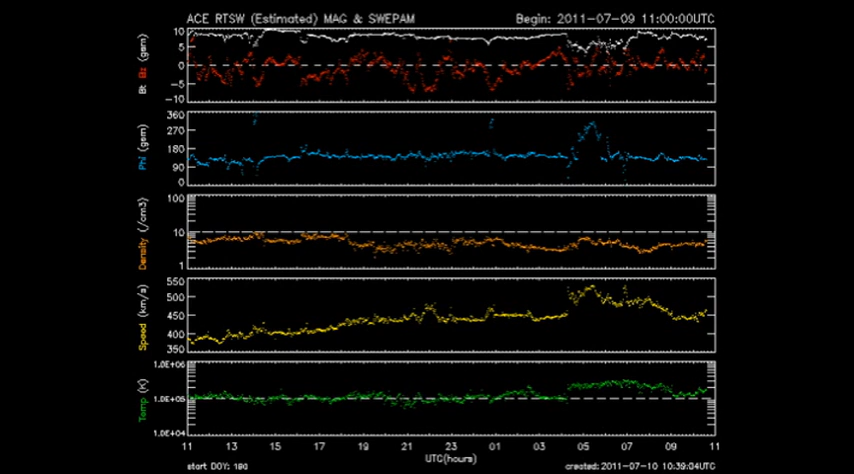 ACE RTSW (Estimated) MAG & SWEPAM Begin: 2011-07-09 11:00:00UTC
Bt Bz (gsm)
10
5
0
-5
-10
Phi (gsm)
360
270
180
90
0
Density (/cm3)
100
10
1
Speed (km/s)
550
500
450
400
350
Temp (K)
1.0E+06
1.0E+05
1.0E+04
11 13 15 17 19 21 23 01 03 05 07 09 11
UTC(hours)
start DOY: 190 created: 2011-07-10 10:39:04UTC